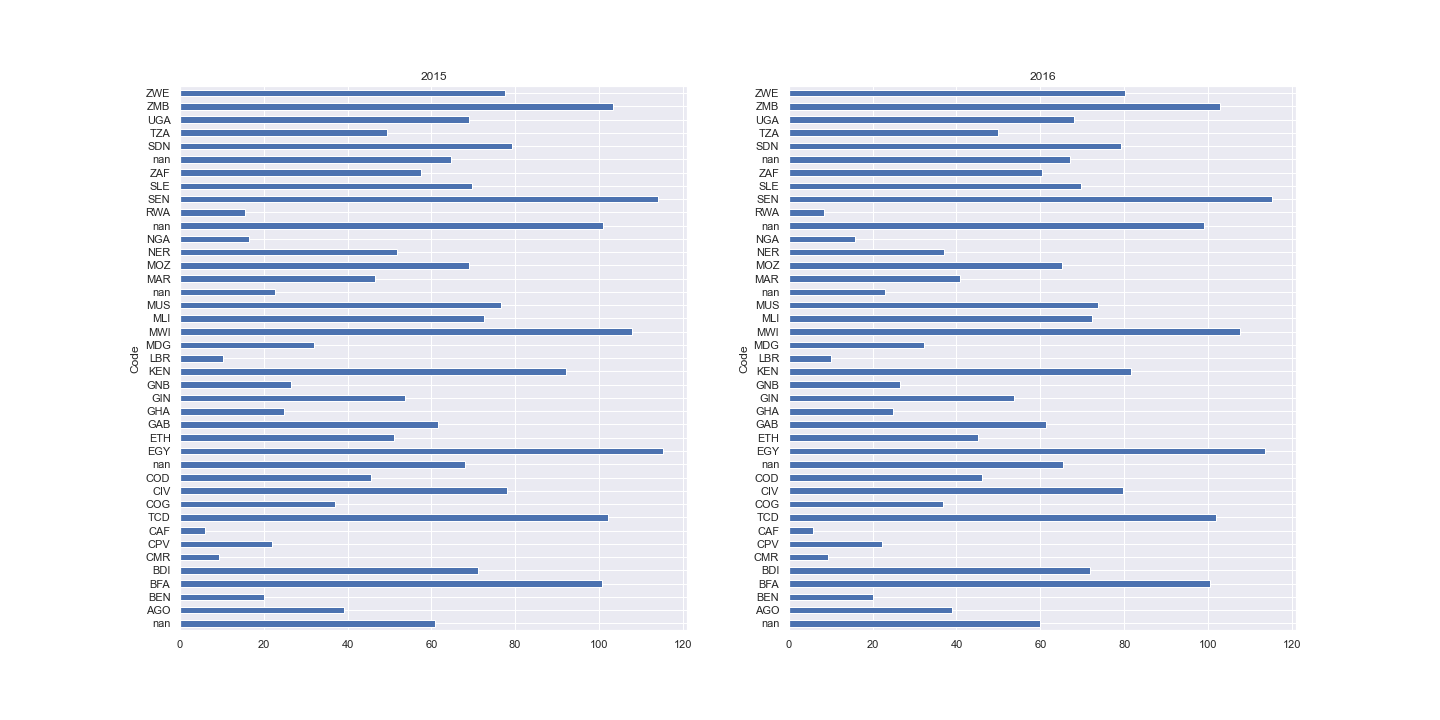 2015
ZWE
ZMB
UGA
TZA
SDN
nan
ZAF
SLE
SEN
RWA
nan
NGA
NER
MOZ
MAR
nan
MUS
MLI
MWI
MDG
LBR
KEN
GNB
GIN
GHA
GAB
ETH
EGY
nan
COD
CIV
COG
TCD
CAF
CPV
CMR
BDI
BFA
BEN
AGO
nan
Code
0 20 40 60 80 100 120
2016
ZWE
ZMB
UGA
TZA
SDN
nan
ZAF
SLE
SEN
RWA
nan
NGA
NER
MOZ
MAR
nan
MUS
MLI
MWI
MDG
LBR
KEN
GNB
GIN
GHA
GAB
ETH
EGY
nan
COD
CIV
COG
TCD
CAF
CPV
CMR
BDI
BFA
BEN
AGO
nan
Code
0 20 40 60 80 100 120